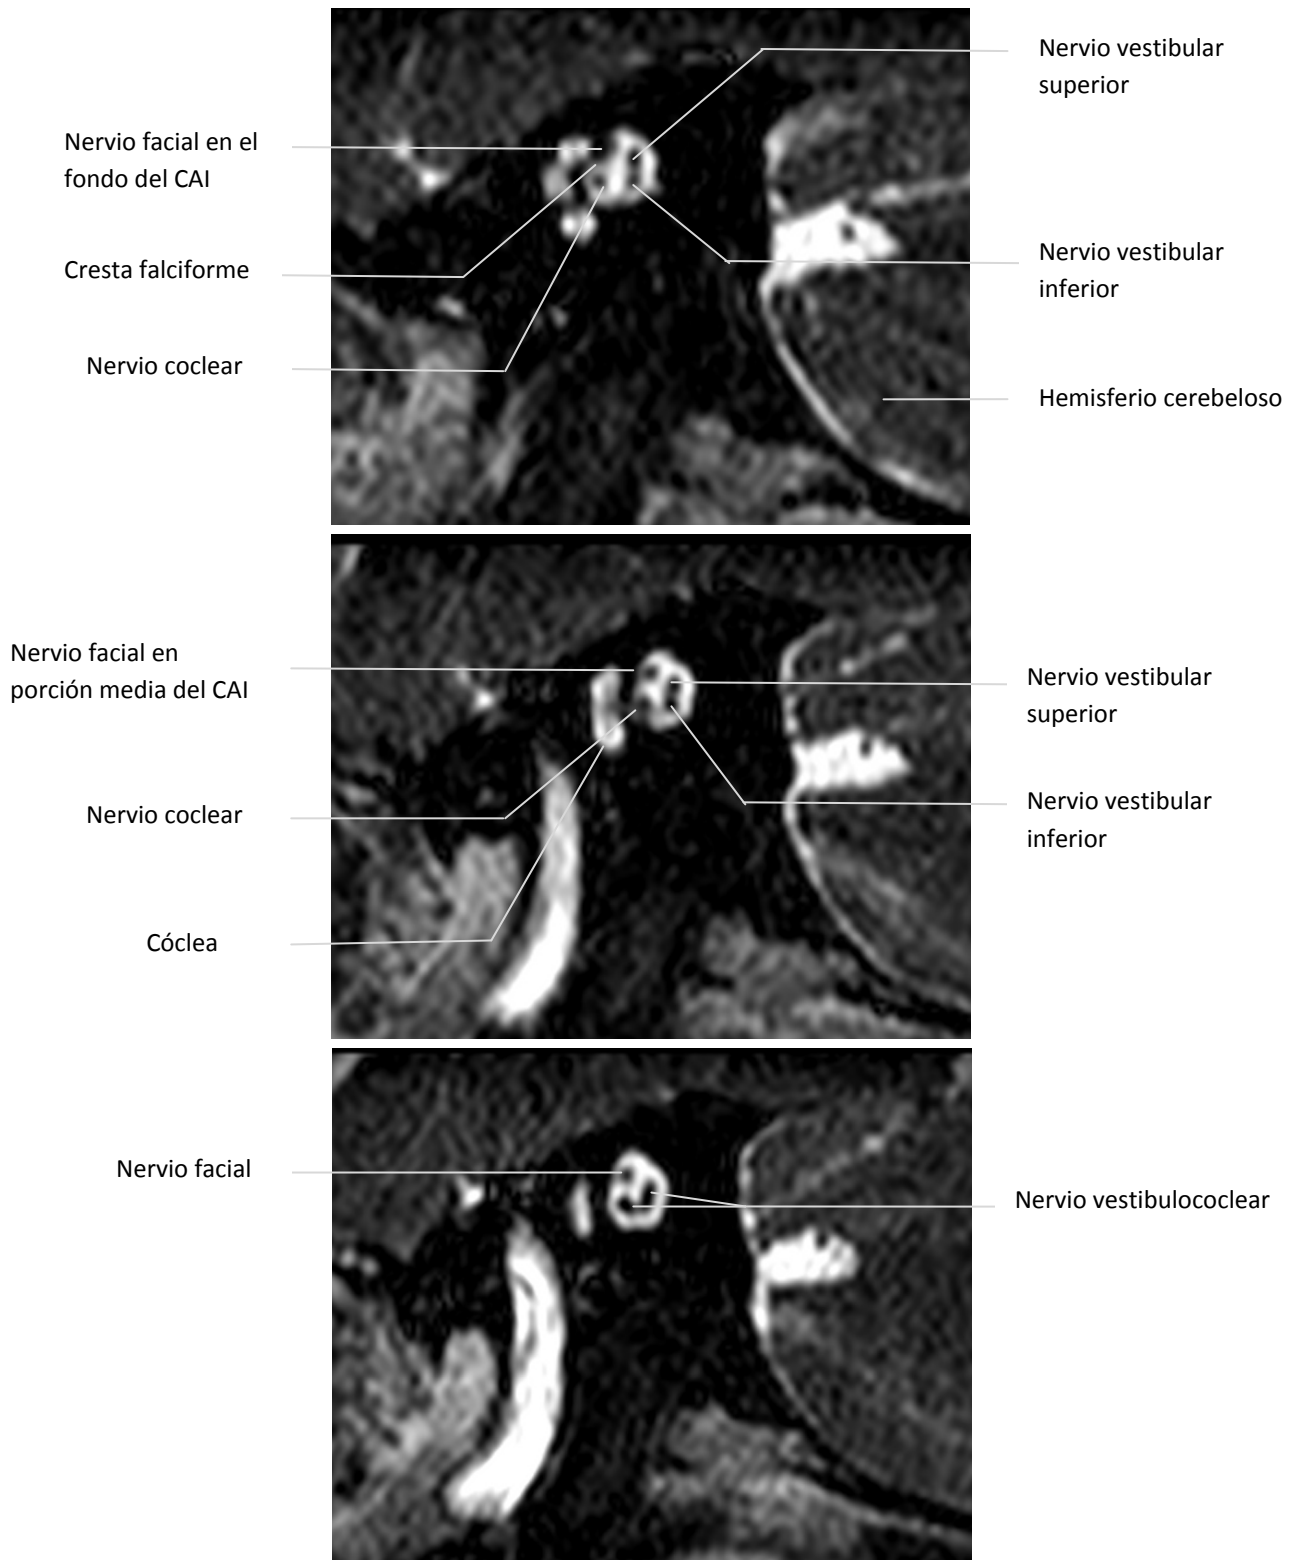 Nervio vestibular
superior
Nervio facial en el
fondo del CAI
Nervio vestibular
inferior
Cresta falciforme
Nervio coclear
Hemisferio cerebeloso
Nervio facial en
porción media del CAI
Nervio vestibular
superior
Nervio coclear
Nervio vestibular
inferior
Cóclea
Nervio facial
Nervio vestibulococlear